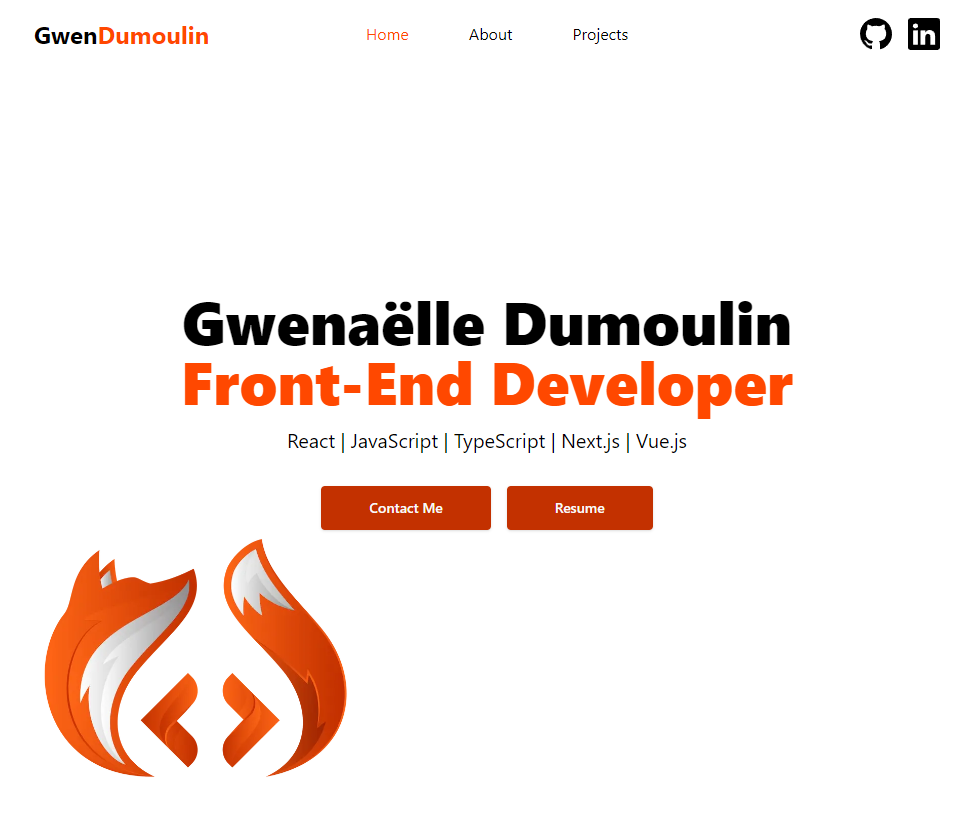 GwenDumoulin
Home About Projects
Gwenaëlle Dumoulin
Front-End Developer
React | JavaScript | TypeScript | Next.js | Vue.js
Contact Me Resume